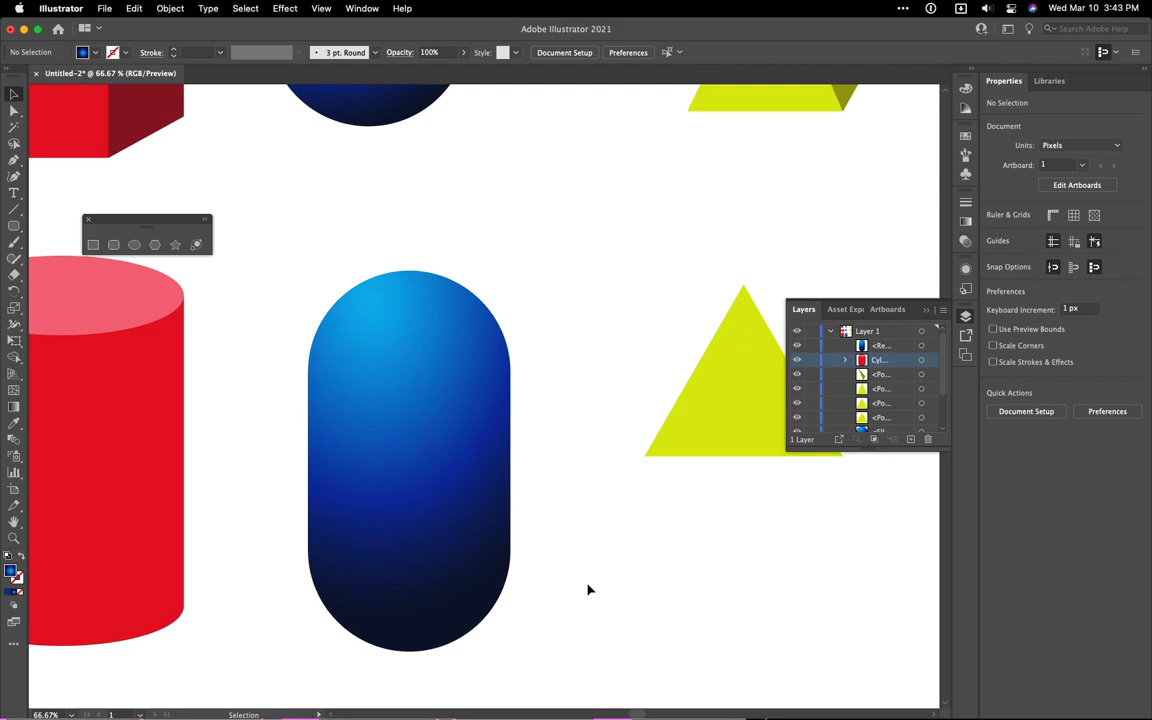 Illustrator File Edit Object Type Select Effect View Window Help Wed Mar 10 3:43 PM
Adobe Illustrator 2021
Search Adobe Help
No Selection Stroke: 3 pt. Round Opacity: 100% Style: Document Setup Preferences
× Untitled-2* @ 66.67 % (RGB/Preview)
Properties Libraries
No Selection
Document
Units: Pixels
Artboard: 1
Edit Artboards
Ruler & Grids
Guides
Snap Options
Preferences
Keyboard Increment: 1 px
Use Preview Bounds
Scale Corners
Scale Strokes & Effects
Quick Actions
Document Setup Preferences
Layers Asset Exp Artboards
Layer 1
<Re...
Cyl...
<Po...
<Po...
<Po...
<Po...
1 Layer
66.67% 1 Selection